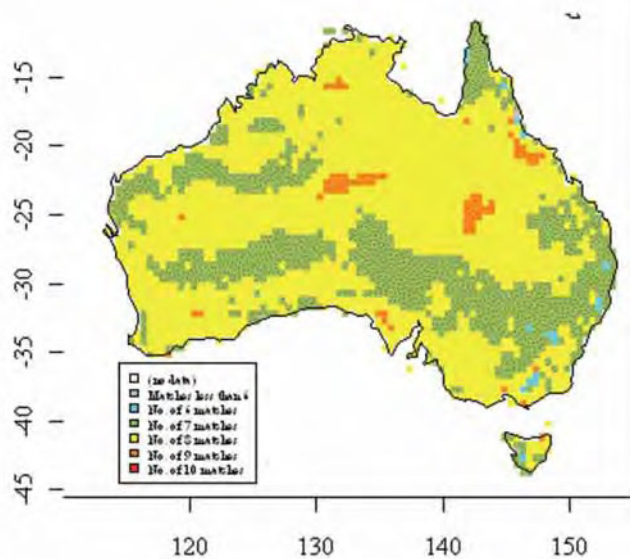 -15
-20
-25
-30
-35
-40
-45
(no data)
Matches less than 6
No. of 6 matches
No. of 7 matches
No. of 8 matches
No. of 9 matches
No. of 10 matches
120 130 140 150